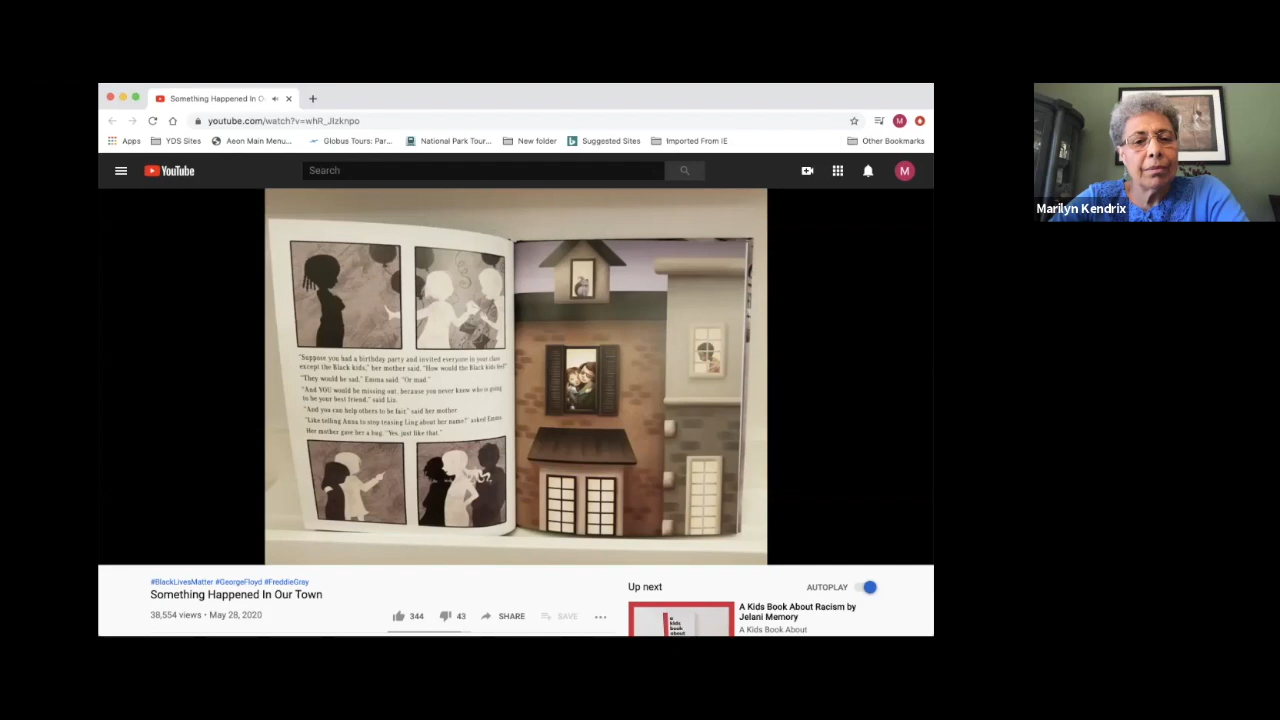 Something Happened In O
youtube.com/watch?v=whR_JIzknpo
Apps
YDS Sites
Aeon Main Menu...
Globus Tours: Par...
National Park Tour...
New folder
Suggested Sites
Imported From IE
Other Bookmarks
YouTube
Search
M
M
"Suppose you had a birthday party and invited everyone in your class
except the Black kids," her mother said. "How would the Black kids feel?"
"They would be sad," Emma said. "Or mad."
"And YOU would be missing out, because you never know who is going
to be your best friend," said Liz.
"And you can help others to be fair," said her mother.
"Like telling Anna to stop teasing Ling about her name?" asked Emma.
Her mother gave her a hug. "Yes, just like that."
#BlackLivesMatter #GeorgeFloyd #FreddieGray
Something Happened In Our Town
38,554 views • May 28, 2020
344
43
SHARE
SAVE
Up next
AUTOPLAY
a
kids
book
about
A Kids Book About Racism by
Jelani Memory
A Kids Book About
Marilyn Kendrix